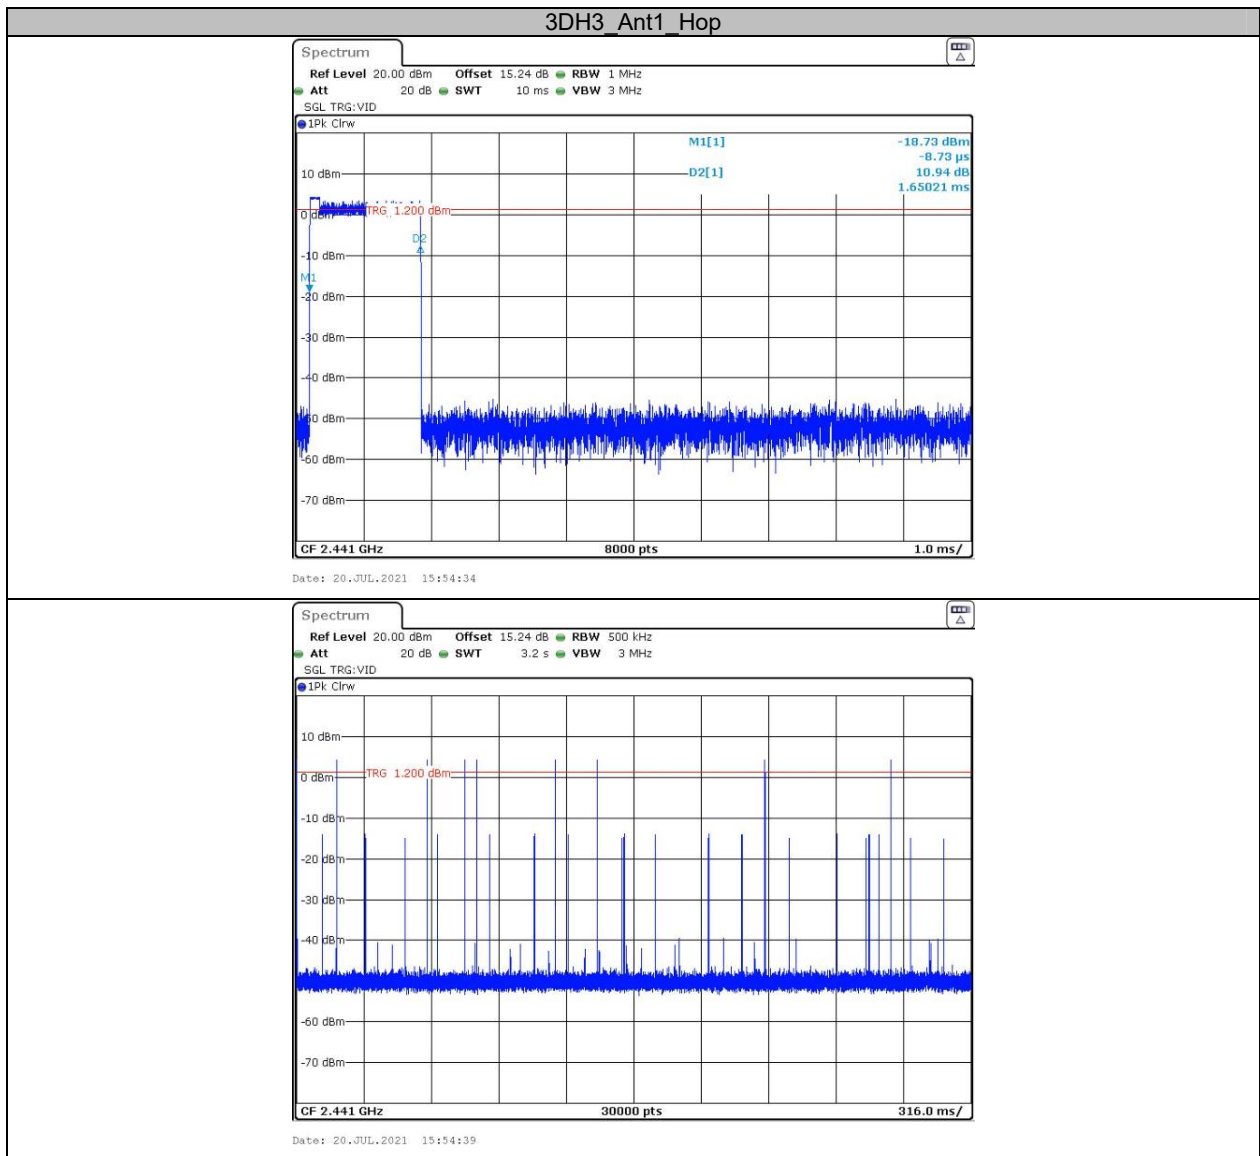 3DH3_Ant1_Hop
Spectrum
Ref Level 20.00 dBm Offset 15.24 dB RBW 1 MHz
Att 20 dB SWT 10 ms VBW 3 MHz
SGL TRG:VID
1Pk Clrw
M1[1] -18.73 dBm
-8.73 µs
10 dBm D2[1] 10.94 dB
1.65021 ms
0 dBm TRG 1.200 dBm
D2
-10 dBm
M1
-20 dBm
-30 dBm
-40 dBm
-50 dBm
-60 dBm
-70 dBm
CF 2.441 GHz 8000 pts 1.0 ms/
Date: 20.JUL.2021 15:54:34
Spectrum
Ref Level 20.00 dBm Offset 15.24 dB RBW 500 kHz
Att 20 dB SWT 3.2 s VBW 3 MHz
SGL TRG:VID
1Pk Clrw
10 dBm
0 dBm TRG 1.200 dBm
-10 dBm
-20 dBm
-30 dBm
-40 dBm
-60 dBm
-70 dBm
CF 2.441 GHz 30000 pts 316.0 ms/
Date: 20.JUL.2021 15:54:39